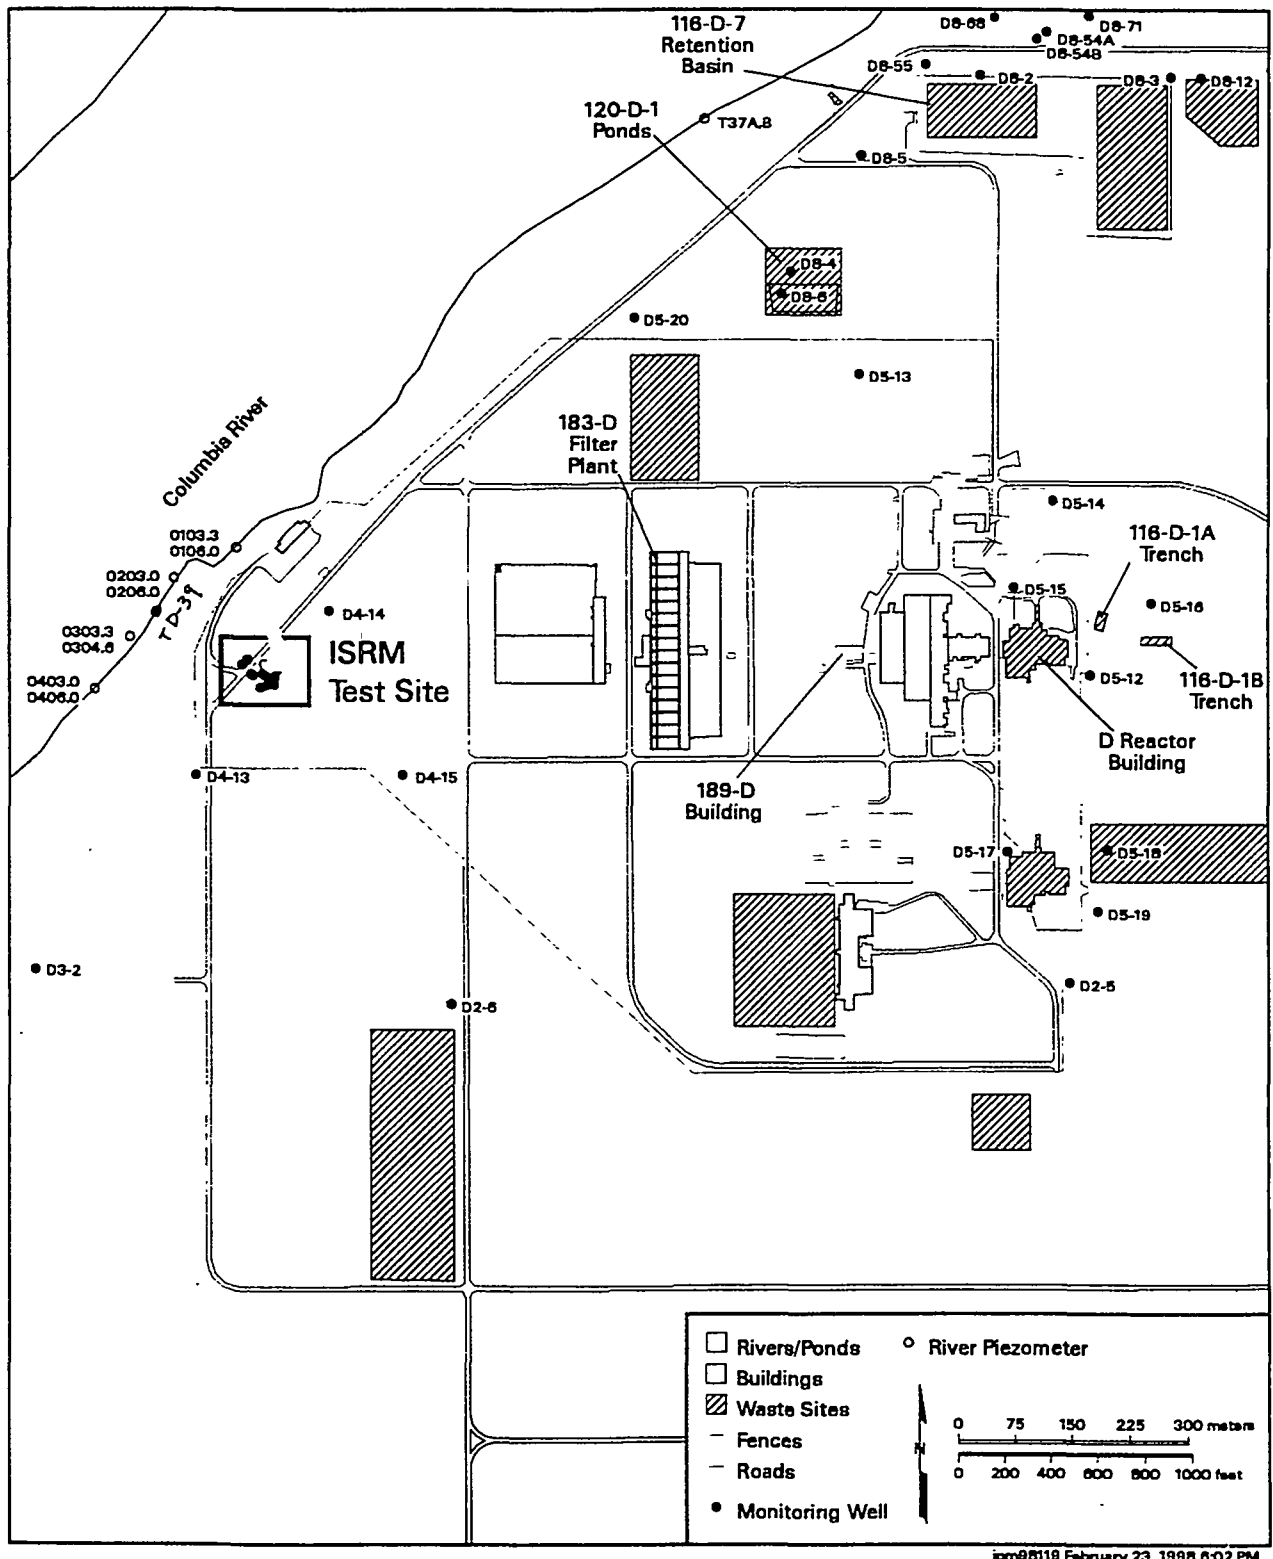 116-D-7
Retention
Basin
D8-68
D8-71
D8-54A
D8-54B
D8-55
D8-2
D8-3
D8-12
120-D-1
Ponds
T37A,B
D8-5
D8-4
D8-6
D5-20
D5-13
Columbia River
183-D
Filter
Plant
D5-14
116-D-1A
Trench
0103.3
0106.0
0203.0
0206.0
TD-39
D4-14
D5-15
D5-16
0303.3
0304.6
ISRM
Test Site
0403.0
0406.0
D5-12
116-D-1B
Trench
D Reactor
Building
D4-13
D4-15
189-D
Building
D5-17
D5-18
D5-19
D3-2
D2-6
D2-5
Rivers/Ponds
River Piezometer
Buildings
Waste Sites
Fences
Roads
Monitoring Well
N
0 75 150 225 300 meters
0 200 400 600 800 1000 feet
jpm98119 February 23, 1998 6:02 PM